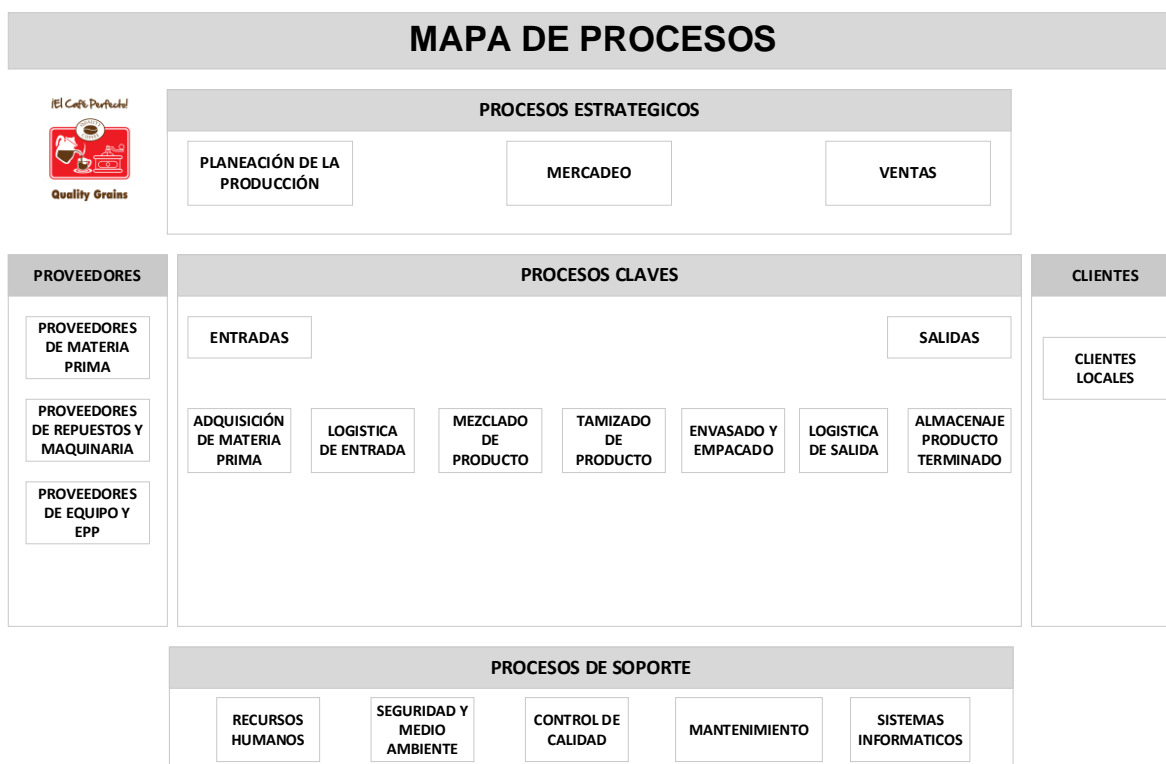 MAPA DE PROCESOS
¡El Café Perfecto!
QUALITY
COFFEE
Quality Grains
PROCESOS ESTRATEGICOS
PLANEACIÓN DE LA
PRODUCCIÓN
MERCADEO
VENTAS
PROVEEDORES
PROVEEDORES
DE MATERIA
PRIMA
PROVEEDORES
DE REPUESTOS Y
MAQUINARIA
PROVEEDORES
DE EQUIPO Y
EPP
PROCESOS CLAVES
ENTRADAS
SALIDAS
ADQUISICIÓN
DE MATERIA
PRIMA
LOGISTICA
DE ENTRADA
MEZCLADO
DE
PRODUCTO
TAMIZADO
DE
PRODUCTO
ENVASADO Y
EMPACADO
LOGISTICA
DE SALIDA
ALMACENAJE
PRODUCTO
TERMINADO
CLIENTES
CLIENTES
LOCALES
PROCESOS DE SOPORTE
RECURSOS
HUMANOS
SEGURIDAD Y
MEDIO
AMBIENTE
CONTROL DE
CALIDAD
MANTENIMIENTO
SISTEMAS
INFORMATICOS